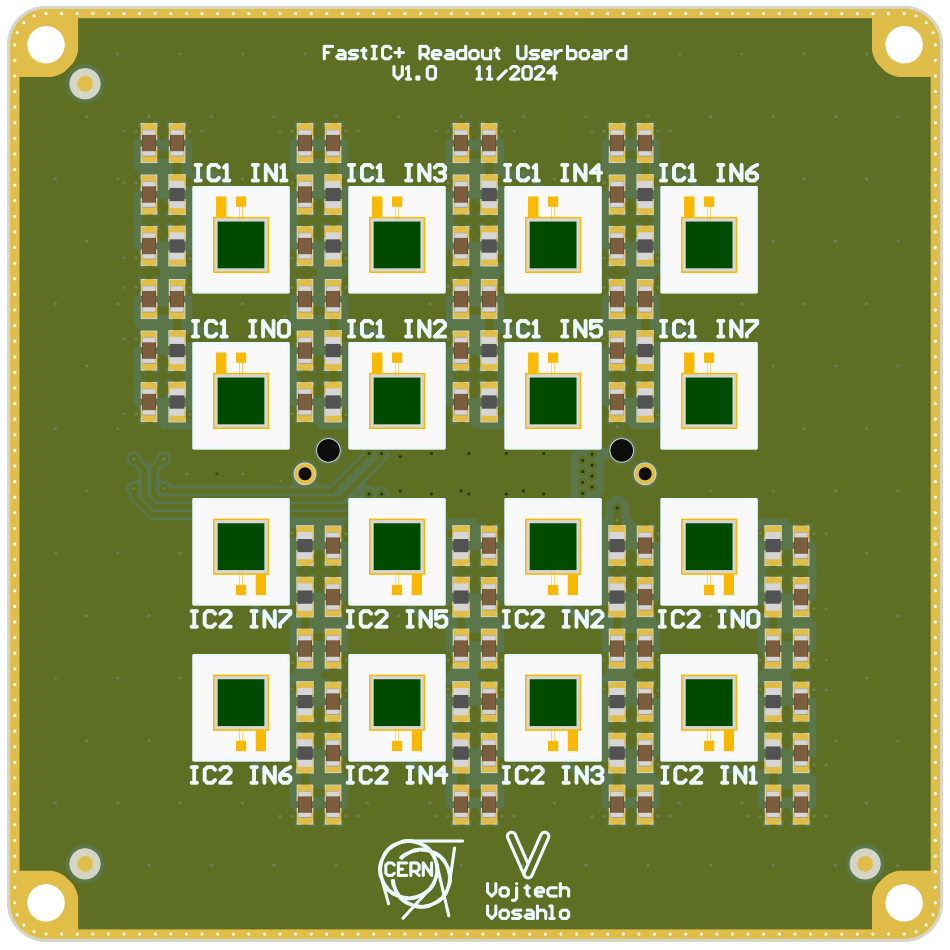 FastIC+ Readout Userboard
V1.0 11/2024
IC1 IN1 IC1 IN3 IC1 IN4 IC1 IN6
IC1 IN0 IC1 IN2 IC1 IN5 IC1 IN7
IC2 IN7 IC2 IN5 IC2 IN2 IC2 IN0
IC2 IN6 IC2 IN4 IC2 IN3 IC2 IN1
CERN
Vojtech
Vosahlo